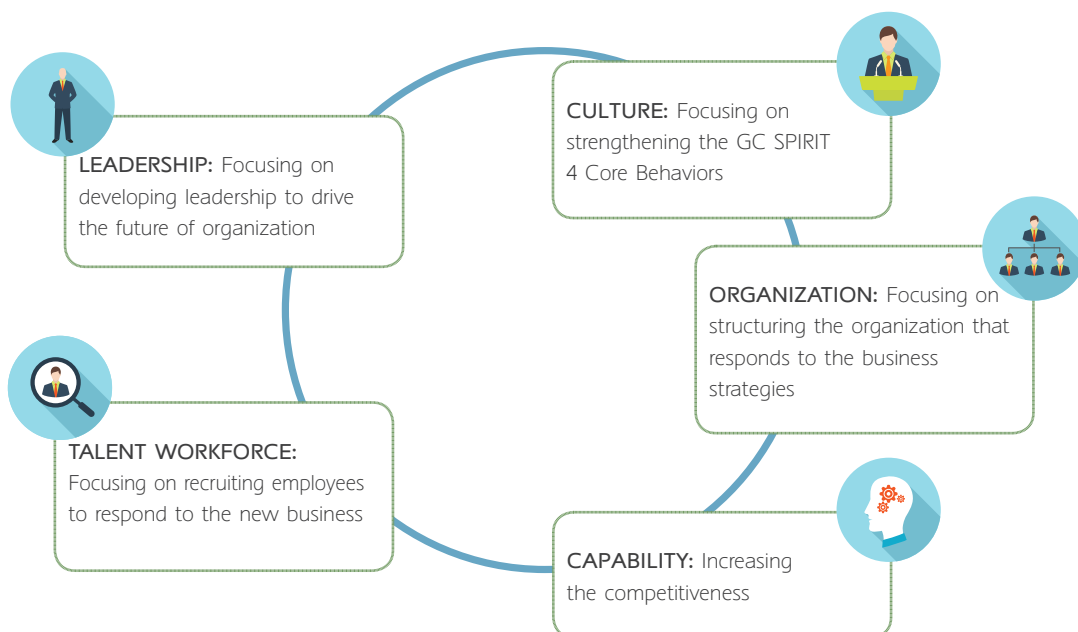 LEADERSHIP: Focusing on
developing leadership to drive
the future of organization
CULTURE: Focusing on
strengthening the GC SPIRIT
4 Core Behaviors
ORGANIZATION: Focusing on
structuring the organization that
responds to the business
strategies
TALENT WORKFORCE:
Focusing on recruiting employees
to respond to the new business
CAPABILITY: Increasing
the competitiveness